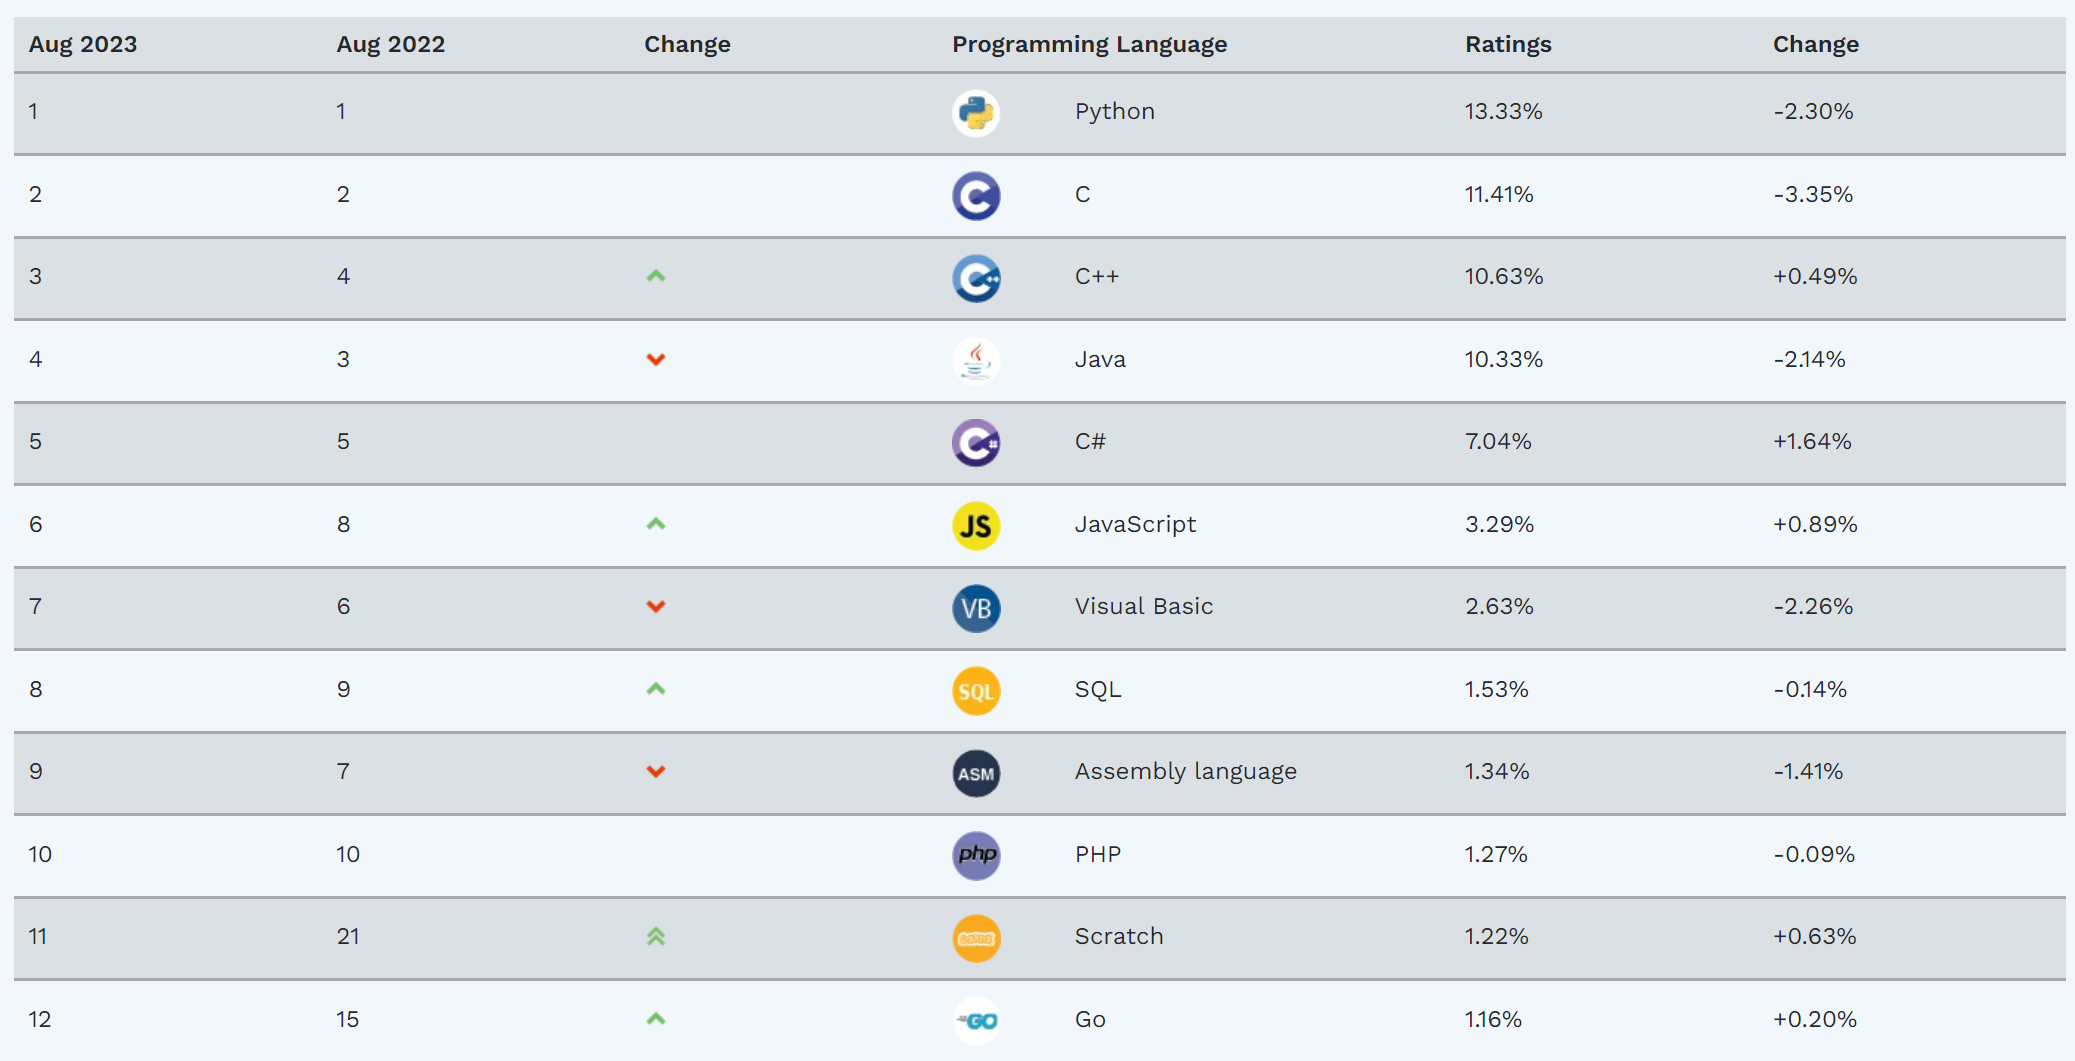 Aug 2023 Aug 2022 Change Programming Language Ratings Change
1 1 Python 13.33% -2.30%
2 2 C C 11.41% -3.35%
3 4 C++ C++ 10.63% +0.49%
4 3 Java 10.33% -2.14%
5 5 C# C# 7.04% +1.64%
6 8 JS JavaScript 3.29% +0.89%
7 6 VB Visual Basic 2.63% -2.26%
8 9 SQL SQL 1.53% -0.14%
9 7 ASM Assembly language 1.34% -1.41%
10 10 php PHP 1.27% -0.09%
11 21 Scratch 1.22% +0.63%
12 15 GO Go 1.16% +0.20%